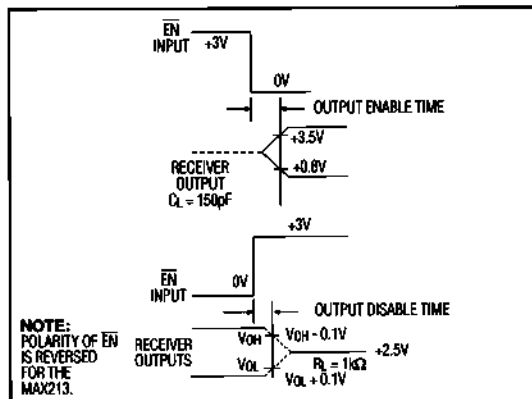 EN
INPUT
+3V
0V
OUTPUT ENABLE TIME
+3.5V
+0.8V
RECEIVER
OUTPUT
CL = 150pF
+3V
EN
INPUT
0V
OUTPUT DISABLE TIME
NOTE:
POLARITY OF EN
IS REVERSED
FOR THE
MAX213.
RECEIVER
OUTPUTS
VOH
VOL
VOH - 0.1V
RL = 1kΩ
VOL + 0.1V
+2.5V